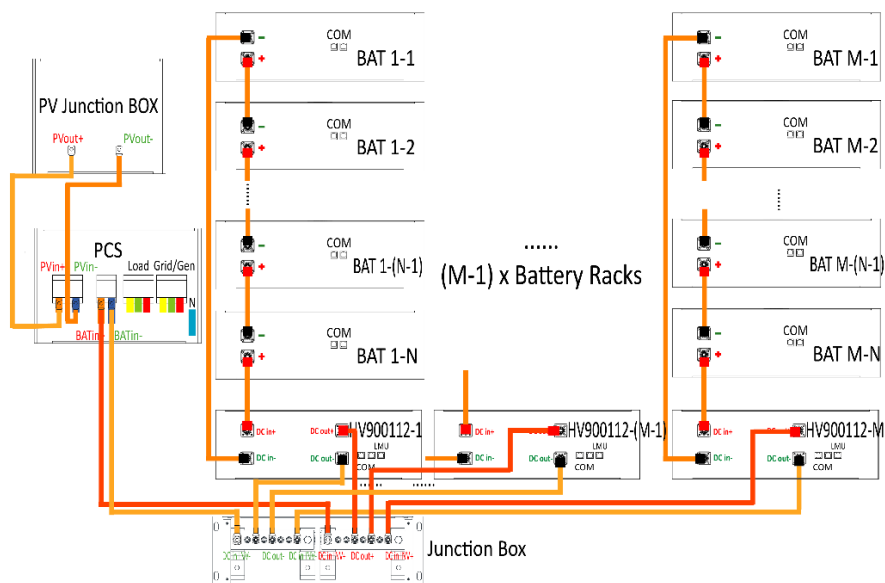 COM
BAT 1-1
COM
BAT M-1
PV Junction BOX
PVout+ PVout-
COM
BAT 1-2
COM
BAT M-2
......
......
PCS
PVin+ PVin- Load Grid/Gen
N
BATin+ BATin-
COM
BAT 1-(N-1)
......
(M-1) x Battery Racks
COM
BAT M-(N-1)
COM
BAT 1-N
COM
BAT M-N
DC in+ DC out+ HV900112-1
LMU
DC in- DC out-
COM
DC in+ HV900112-(M-1)
LMU
DC in- DC out-
COM
DC in+ DC out+ HV900112-M
LMU
DC in- DC out-
COM
...... ......
DC out- DC out+
Junction Box